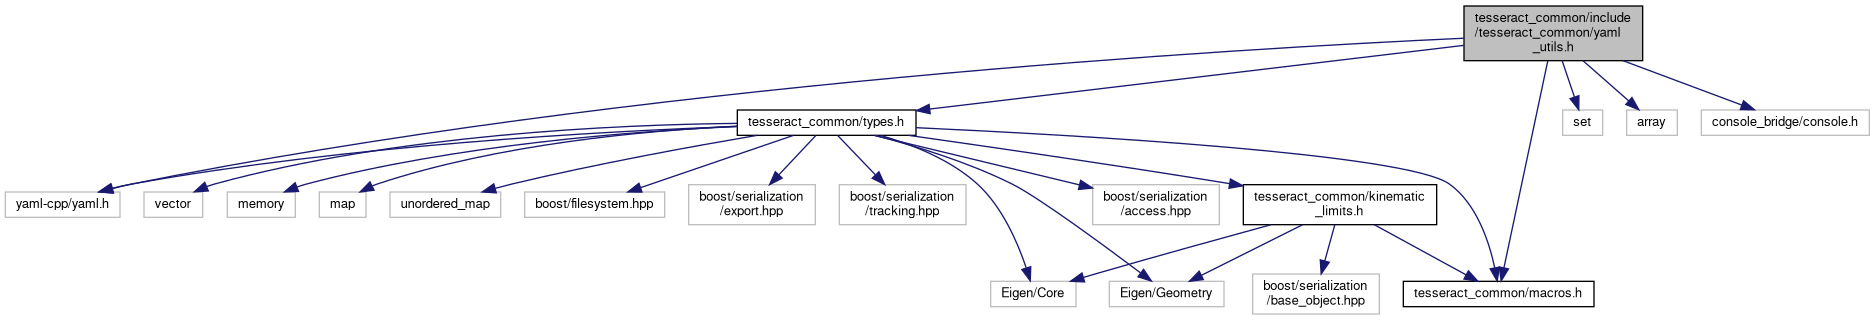 tesseract_common/include
/tesseract_common/yaml
_utils.h
tesseract_common/types.h
set
array
console_bridge/console.h
yaml-cpp/yaml.h
vector
memory
map
unordered_map
boost/filesystem.hpp
boost/serialization
/export.hpp
boost/serialization
/tracking.hpp
boost/serialization
/access.hpp
tesseract_common/kinematic
_limits.h
Eigen/Core
Eigen/Geometry
boost/serialization
/base_object.hpp
tesseract_common/macros.h